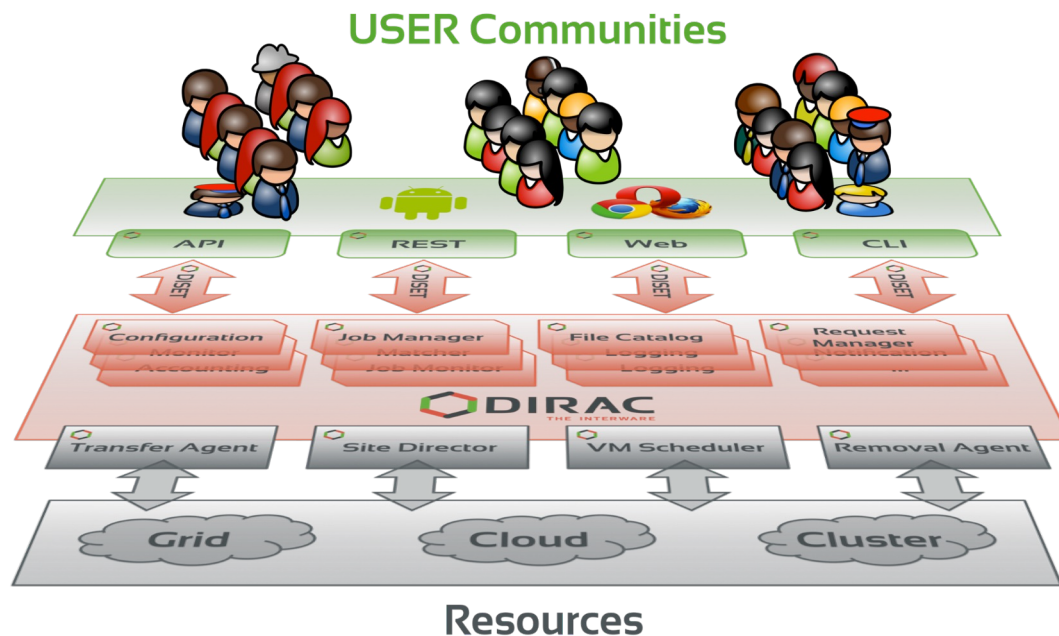 USER Communities
API
REST
Web
CLI
DISET
DISET
DISET
DISET
Configuration
Monitor
Accounting
Job Manager
Matcher
Job Monitor
File Catalog
Logging
Logging
Request
Manager
Notification
...
DIRAC
THE INTERWARE
Transfer Agent
Site Director
VM Scheduler
Removal Agent
Grid
Cloud
Cluster
Resources